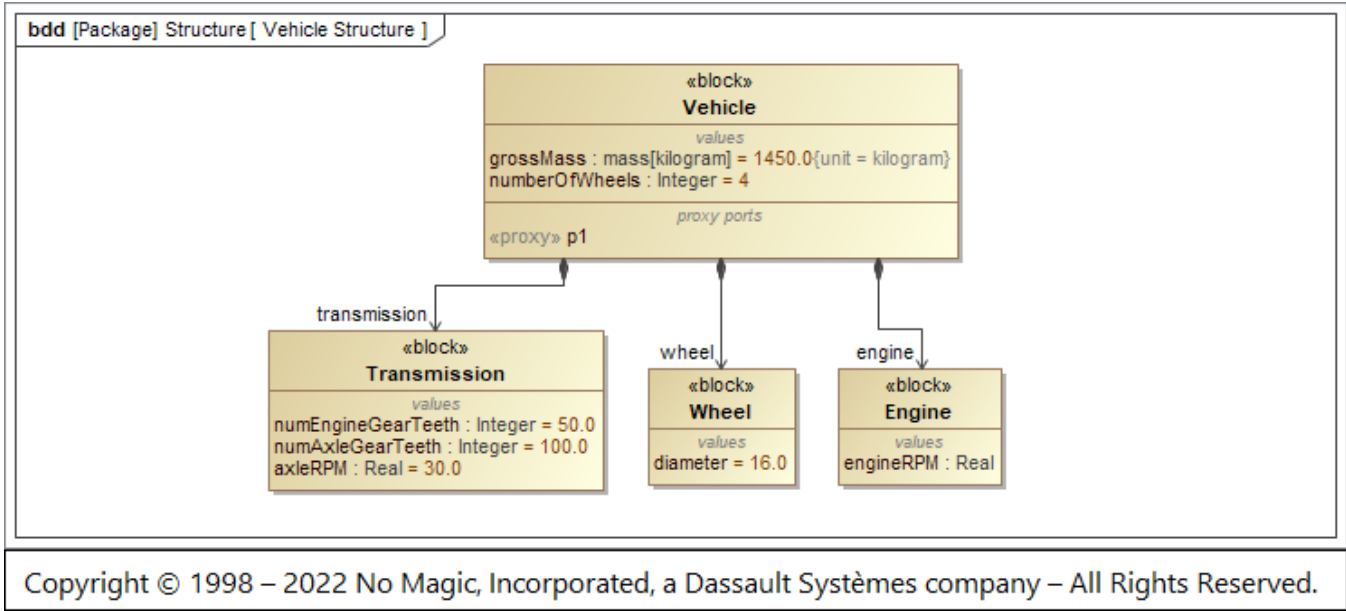 bdd [Package] Structure [ Vehicle Structure ]
«block»
Vehicle
values
grossMass : mass[kilogram] = 1450.0{unit = kilogram}
numberOfWheels : Integer = 4
proxy ports
«proxy» p1
transmission
«block»
Transmission
values
numEngineGearTeeth : Integer = 50.0
numAxleGearTeeth : Integer = 100.0
axleRPM : Real = 30.0
wheel
«block»
Wheel
values
diameter = 16.0
engine
«block»
Engine
values
engineRPM : Real
Copyright © 1998 – 2022 No Magic, Incorporated, a Dassault Systèmes company – All Rights Reserved.